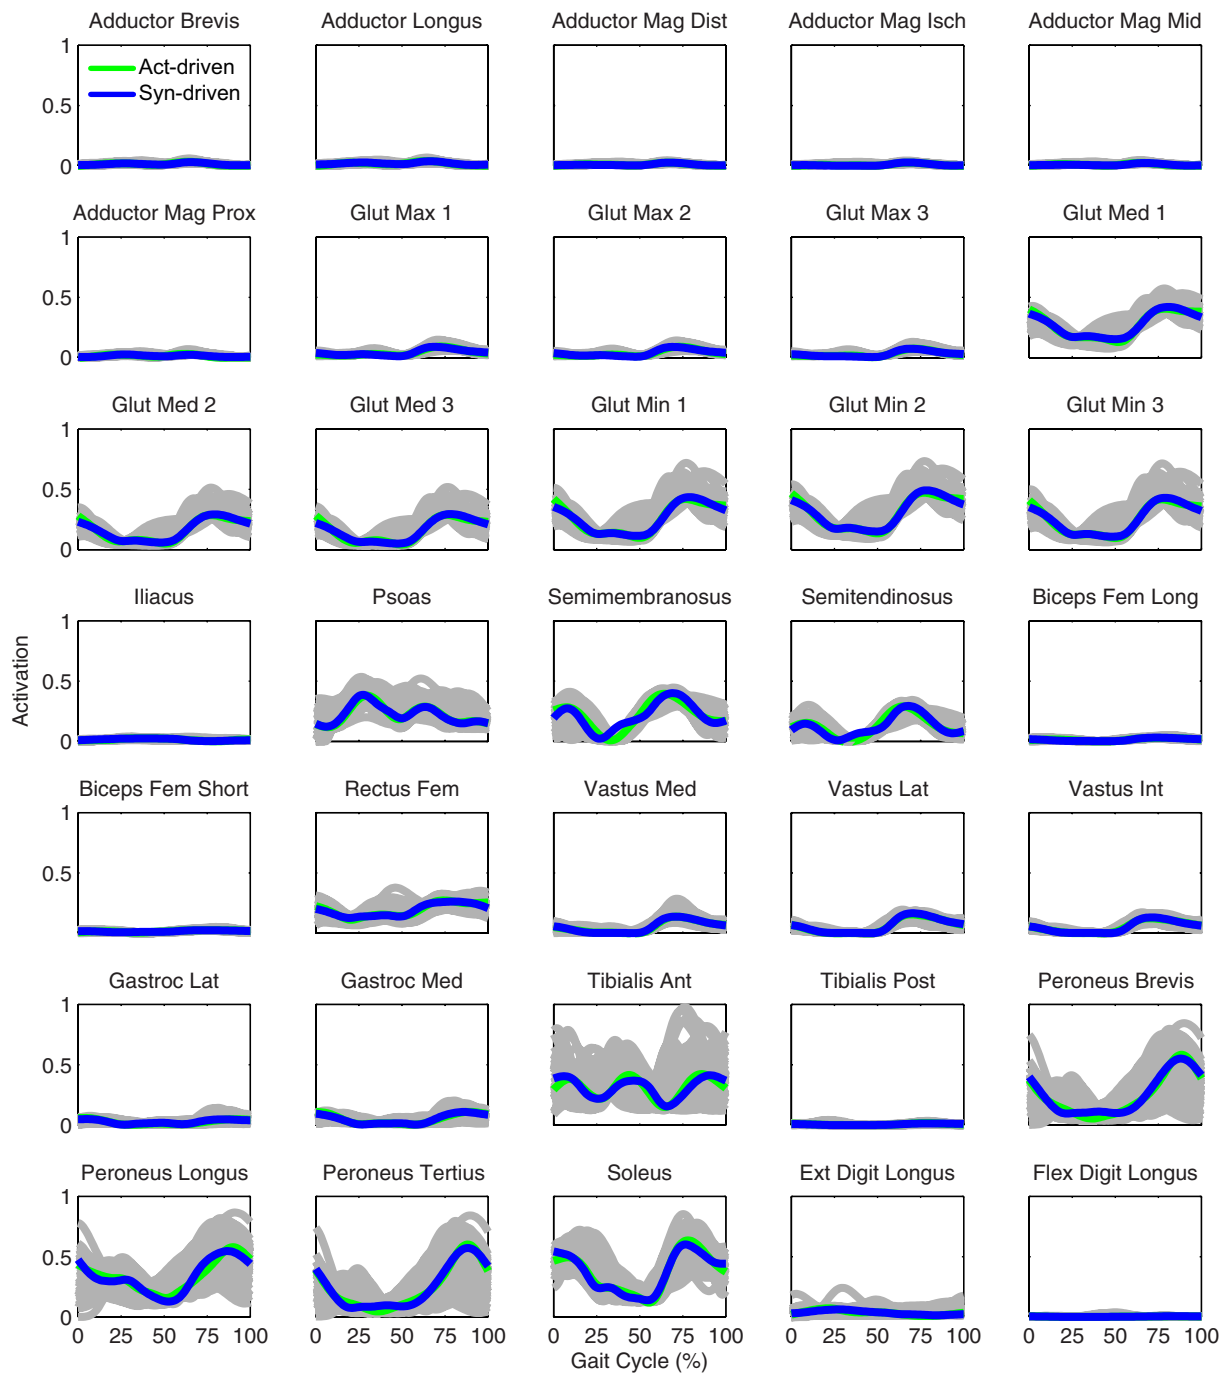 Adductor Brevis Adductor Longus Adductor Mag Dist Adductor Mag Isch Adductor Mag Mid
1
Act-driven
0.5 Syn-driven
0
Adductor Mag Prox Glut Max 1 Glut Max 2 Glut Max 3 Glut Med 1
1
0.5
0
Glut Med 2 Glut Med 3 Glut Min 1 Glut Min 2 Glut Min 3
1
0.5
0
Iliacus Psoas Semimembranosus Semitendinosus Biceps Fem Long
1
0.5
0
Activation
Biceps Fem Short Rectus Fem Vastus Med Vastus Lat Vastus Int
1
0.5
Gastroc Lat Gastroc Med Tibialis Ant Tibialis Post Peroneus Brevis
1
0.5
0
Peroneus Longus Peroneus Tertius Soleus Ext Digit Longus Flex Digit Longus
1
0.5
0
0 25 50 75 100 0 25 50 75 100 0 25 50 75 100 0 25 50 75 100 0 25 50 75 100
Gait Cycle (%)